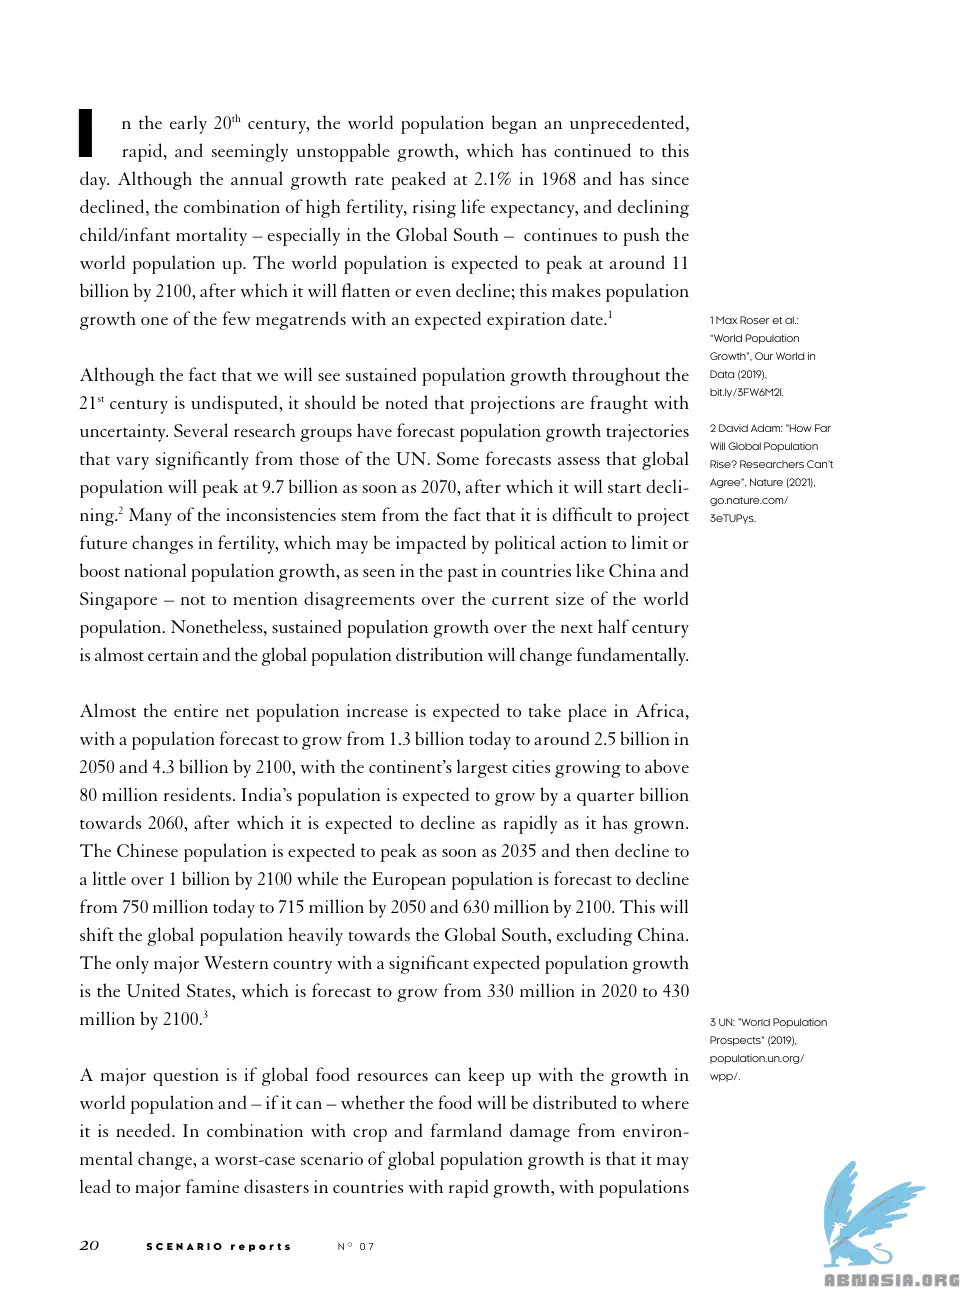 In the early 20th century, the world population began an unprecedented,
rapid, and seemingly unstoppable growth, which has continued to this
day. Although the annual growth rate peaked at 2.1% in 1968 and has since
declined, the combination of high fertility, rising life expectancy, and declining
child/infant mortality – especially in the Global South – continues to push the
world population up. The world population is expected to peak at around 11
billion by 2100, after which it will flatten or even decline; this makes population
growth one of the few megatrends with an expected expiration date.1
Although the fact that we will see sustained population growth throughout the
21st century is undisputed, it should be noted that projections are fraught with
uncertainty. Several research groups have forecast population growth trajectories
that vary significantly from those of the UN. Some forecasts assess that global
population will peak at 9.7 billion as soon as 2070, after which it will start decli-
ning.2 Many of the inconsistencies stem from the fact that it is difficult to project
future changes in fertility, which may be impacted by political action to limit or
boost national population growth, as seen in the past in countries like China and
Singapore – not to mention disagreements over the current size of the world
population. Nonetheless, sustained population growth over the next half century
is almost certain and the global population distribution will change fundamentally.
Almost the entire net population increase is expected to take place in Africa,
with a population forecast to grow from 1.3 billion today to around 2.5 billion in
2050 and 4.3 billion by 2100, with the continent's largest cities growing to above
80 million residents. India's population is expected to grow by a quarter billion
towards 2060, after which it is expected to decline as rapidly as it has grown.
The Chinese population is expected to peak as soon as 2035 and then decline to
a little over 1 billion by 2100 while the European population is forecast to decline
from 750 million today to 715 million by 2050 and 630 million by 2100. This will
shift the global population heavily towards the Global South, excluding China.
The only major Western country with a significant expected population growth
is the United States, which is forecast to grow from 330 million in 2020 to 430
million by 2100.3
A major question is if global food resources can keep up with the growth in
world population and – if it can – whether the food will be distributed to where
it is needed. In combination with crop and farmland damage from environ-
mental change, a worst-case scenario of global population growth is that it may
lead to major famine disasters in countries with rapid growth, with populations
1 Max Roser et al.:
"World Population
Growth", Our World in
Data (2019),
bit.ly/3FW6M2I.
2 David Adam: "How Far
Will Global Population
Rise? Researchers Can't
Agree", Nature (2021),
go.nature.com/
3eTUPys.
3 UN: "World Population
Prospects" (2019),
population.un.org/
wpp/.
20 SCENARIO reports Nº 07
ABNASIA.ORG